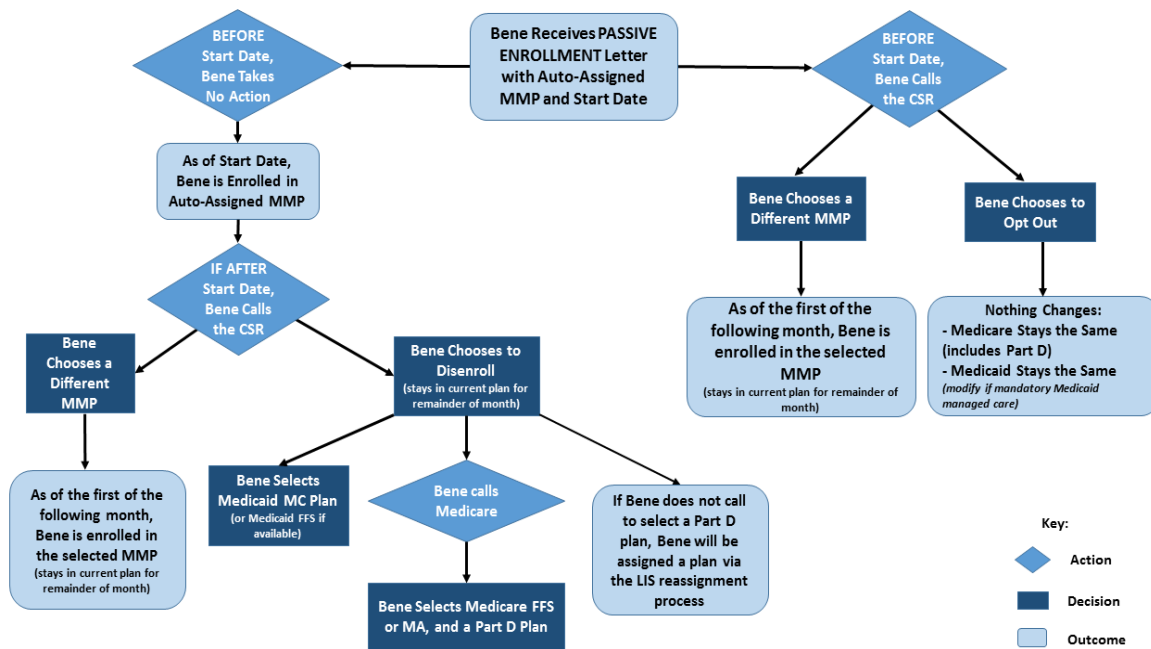 BEFORE
Start Date,
Bene Takes
No Action
Bene Receives PASSIVE
ENROLLMENT Letter
with Auto-Assigned
MMP and Start Date
BEFORE
Start Date,
Bene Calls
the CSR
As of Start Date,
Bene is Enrolled in
Auto-Assigned MMP
Bene Chooses a
Different MMP
Bene Chooses to
Opt Out
IF AFTER
Start Date,
Bene Calls
the CSR
As of the first of the
following month, Bene is
enrolled in the selected
MMP
(stays in current plan for remainder of
month)
Nothing Changes:
- Medicare Stays the Same
(includes Part D)
- Medicaid Stays the Same
(modify if mandatory Medicaid
managed care)
Bene
Chooses a
Different
MMP
Bene Chooses to
Disenroll
(stays in current plan for
remainder of month)
As of the first of the
following month,
Bene is enrolled in
the selected MMP
(stays in current plan for
remainder of month)
Bene Selects
Medicaid MC Plan
(or Medicaid FFS if
available)
Bene calls
Medicare
If Bene does not call
to select a Part D
plan, Bene will be
assigned a plan via
the LIS reassignment
process
Bene Selects Medicare FFS
or MA, and a Part D Plan
Key:
Action
Decision
Outcome